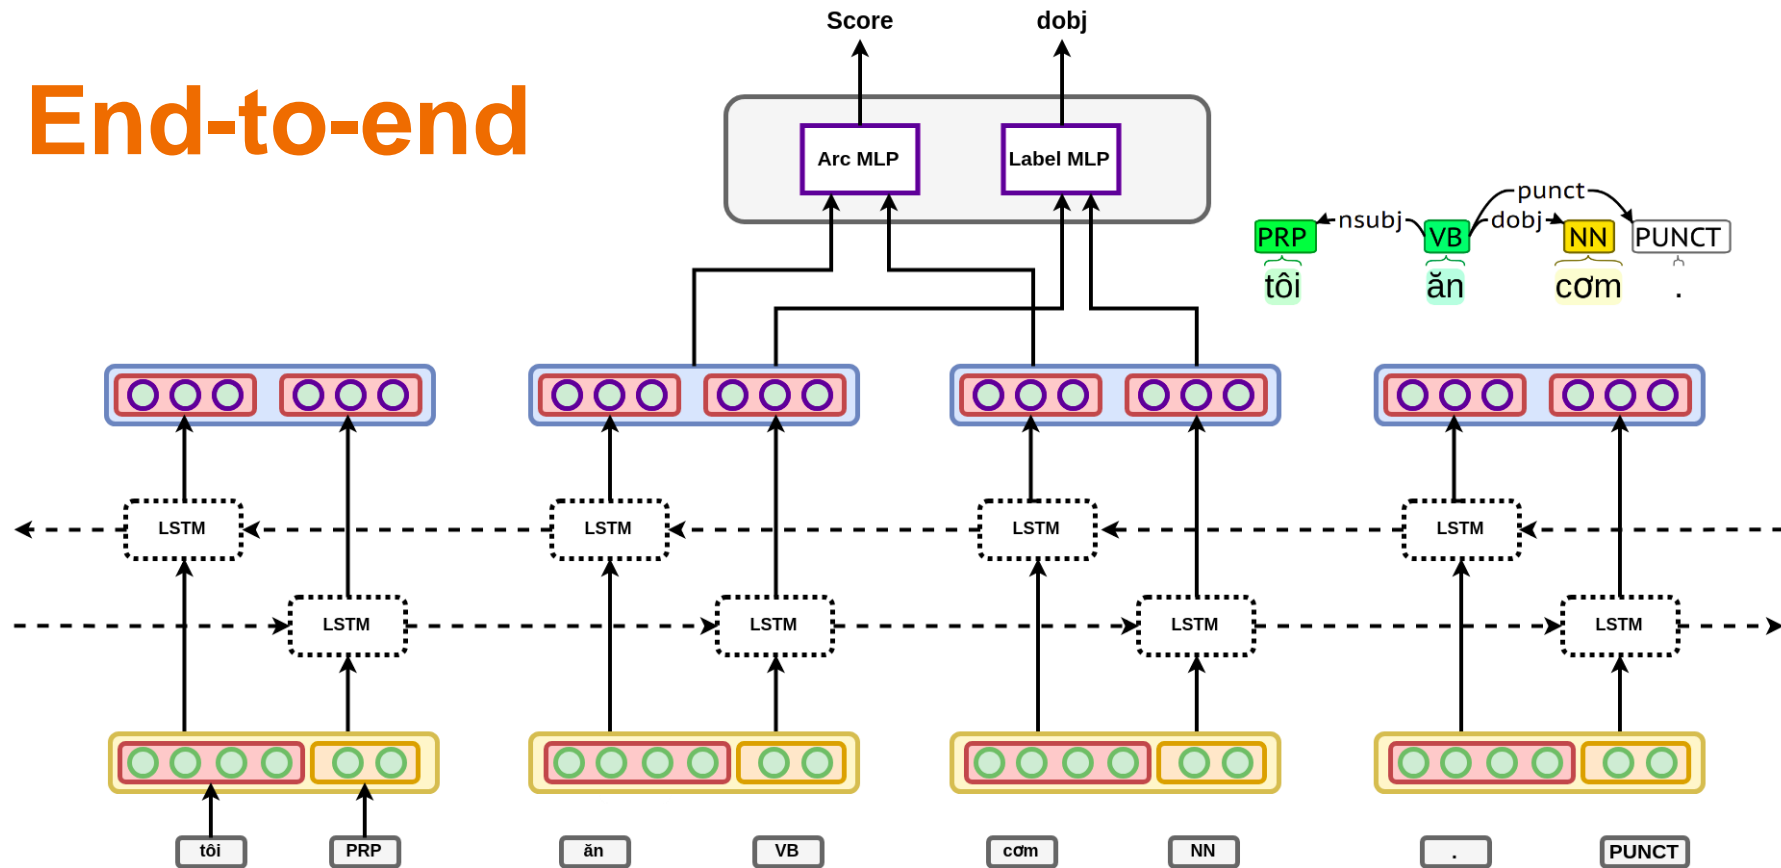 Score dobj
End-to-end
Arc MLP Label MLP
punct
nsubj dobj
PRP VB NN PUNCT
tôi ăn cơm .
LSTM LSTM LSTM LSTM
LSTM LSTM LSTM LSTM
tôi PRP ăn VB cơm NN . PUNCT